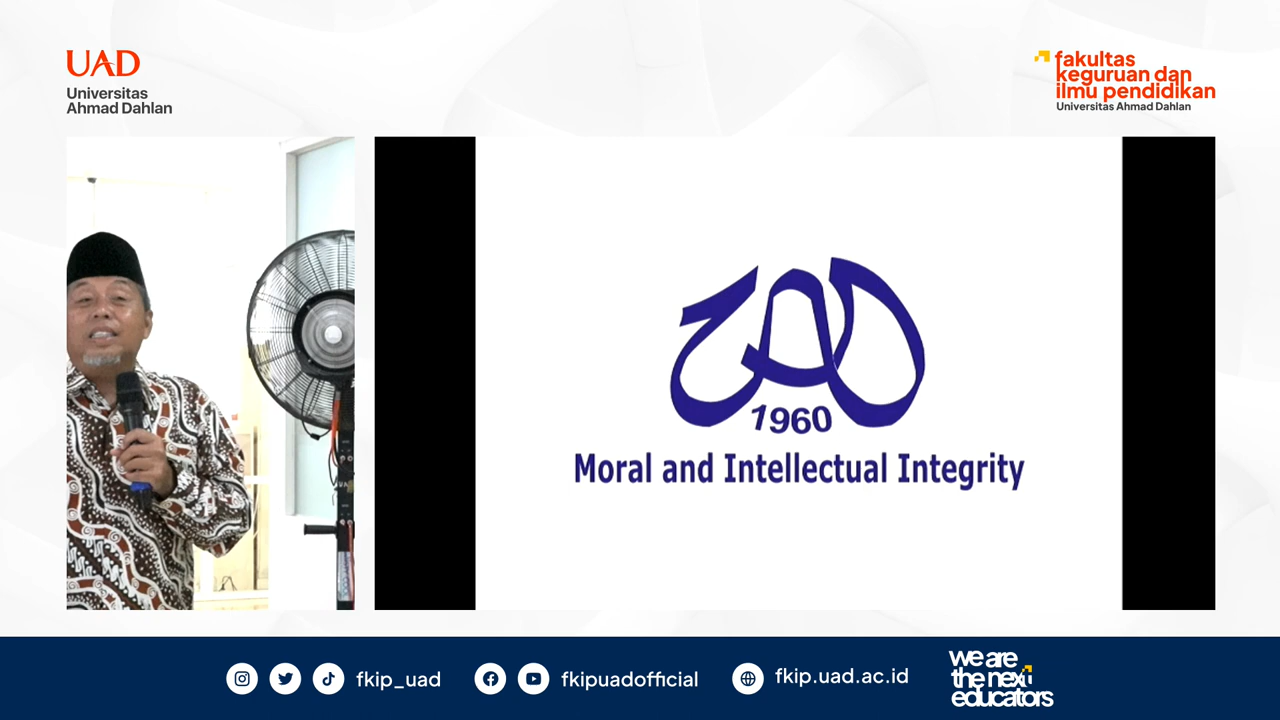 UAD
Universitas
Ahmad Dahlan
fakultas
keguruan dan
ilmu pendidikan
Universitas Ahmad Dahlan
UAD
1960
Moral and Intellectual Integrity
fkip_uad
fkipuadofficial
fkip.uad.ac.id
we are
the next
educators